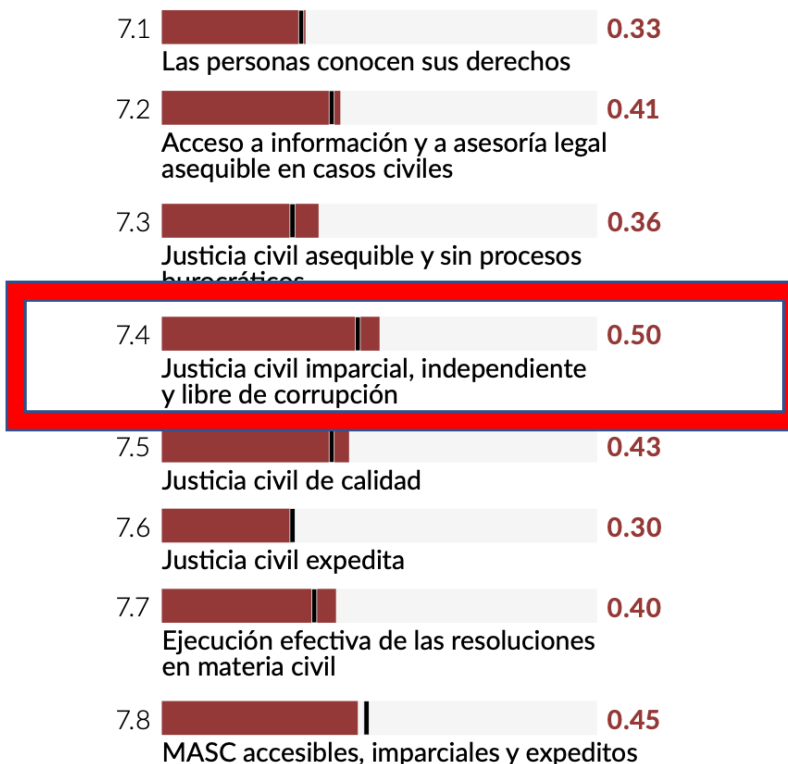 7.1 0.33
Las personas conocen sus derechos
7.2 0.41
Acceso a información y a asesoría legal
asequible en casos civiles
7.3 0.36
Justicia civil asequible y sin procesos
burocráticos
7.4 0.50
Justicia civil imparcial, independiente
y libre de corrupción
7.5 0.43
Justicia civil de calidad
7.6 0.30
Justicia civil expedita
7.7 0.40
Ejecución efectiva de las resoluciones
en materia civil
7.8 0.45
MASC accesibles, imparciales y expeditos